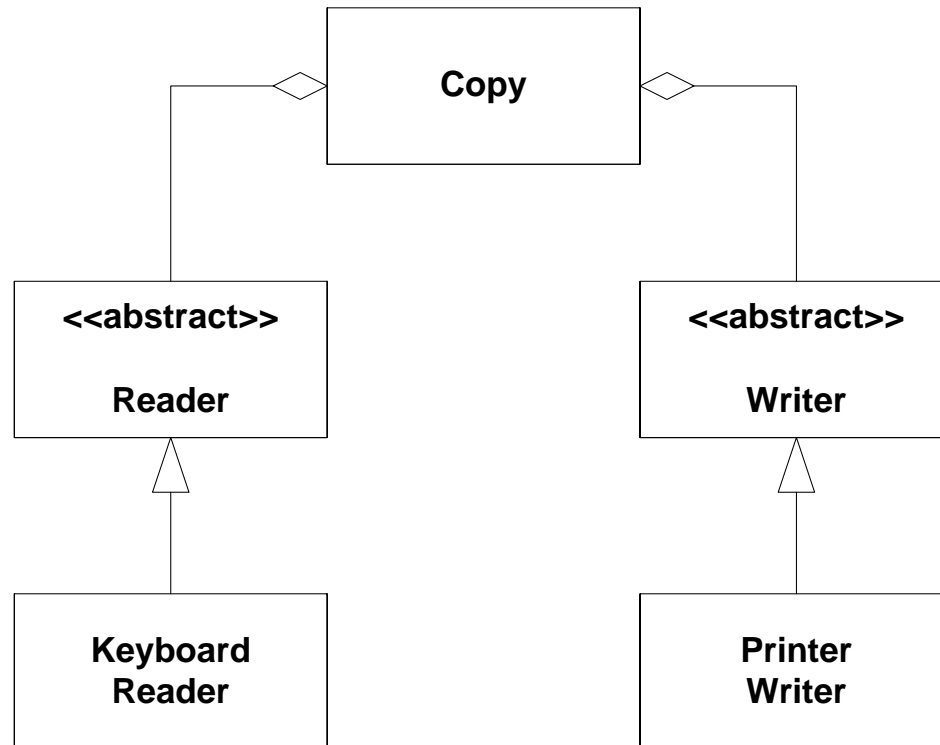 Copy
<<abstract>>
Reader
<<abstract>>
Writer
Keyboard
Reader
Printer
Writer